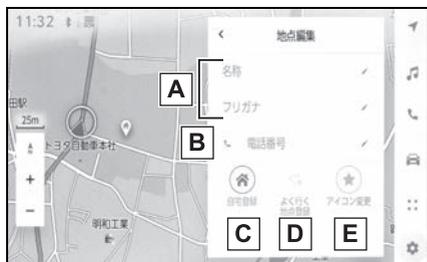 11:32
地点編集
名称
A
フリガナ
B
電話番号
自宅登録
よく行く
地点登録
アイコン変更
C
D
E
田駅
25m
トヨタ自動車本社
明和工業
N
+
-